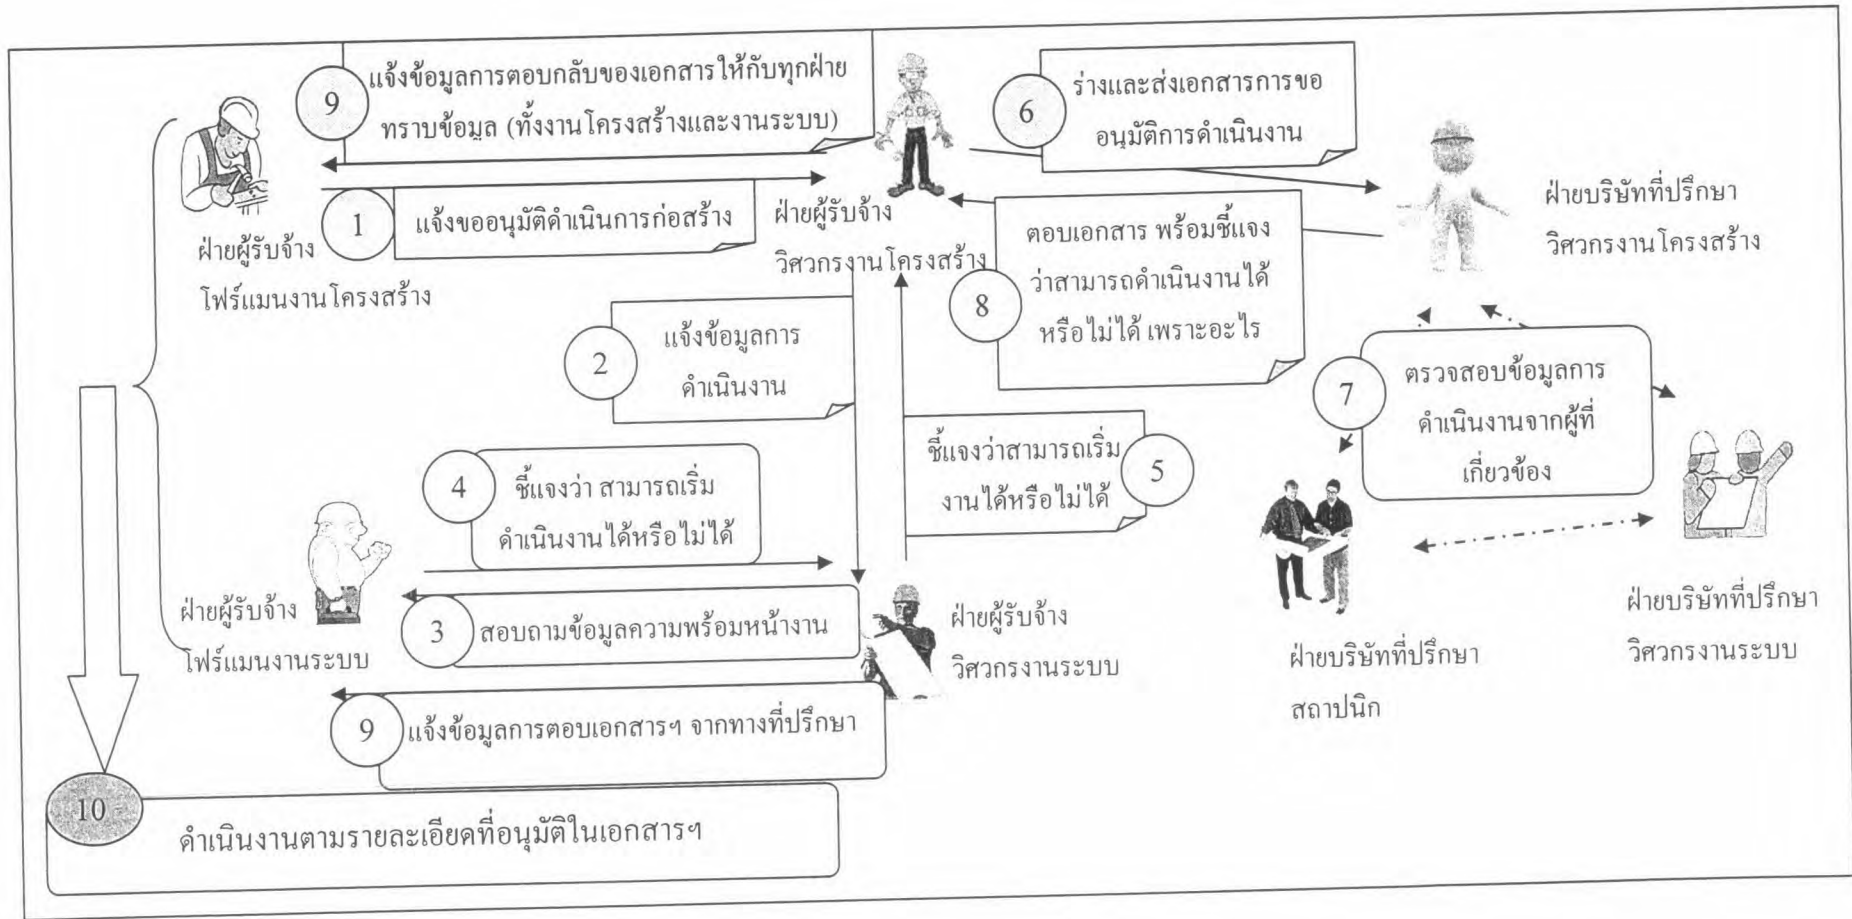 9
แจ้งข้อมูลการตอบกลับของเอกสารให้กับทุกฝ่าย
ทราบข้อมูล (ทั้งงานโครงสร้างและงานระบบ)
6
ร่างและส่งเอกสารการขอ
อนุมัติการดำเนินงาน
1
แจ้งขออนุมัติดำเนินการก่อสร้าง
ฝ่ายผู้รับจ้าง
โฟร์แมนงานโครงสร้าง
ฝ่ายผู้รับจ้าง
วิศวกรงานโครงสร้าง
ฝ่ายบริษัทที่ปรึกษา
วิศวกรงานโครงสร้าง
8
ตอบเอกสาร พร้อมชี้แจง
ว่าสามารถดำเนินงานได้
หรือไม่ได้ เพราะอะไร
2
แจ้งข้อมูลการ
ดำเนินงาน
7
ตรวจสอบข้อมูลการ
ดำเนินงานจากผู้ที่
เกี่ยวข้อง
4
ชี้แจงว่า สามารถเริ่ม
ดำเนินงานได้หรือไม่ได้
ชี้แจงว่าสามารถเริ่ม
งานได้หรือไม่ได้
5
ฝ่ายผู้รับจ้าง
โฟร์แมนงานระบบ
3
สอบถามข้อมูลความพร้อมหน้างาน
ฝ่ายผู้รับจ้าง
วิศวกรงานระบบ
ฝ่ายบริษัทที่ปรึกษา
สถาปนิก
ฝ่ายบริษัทที่ปรึกษา
วิศวกรงานระบบ
9
แจ้งข้อมูลการตอบเอกสารฯ จากทางที่ปรึกษา
10
ดำเนินงานตามรายละเอียดที่อนุมัติในเอกสารฯ